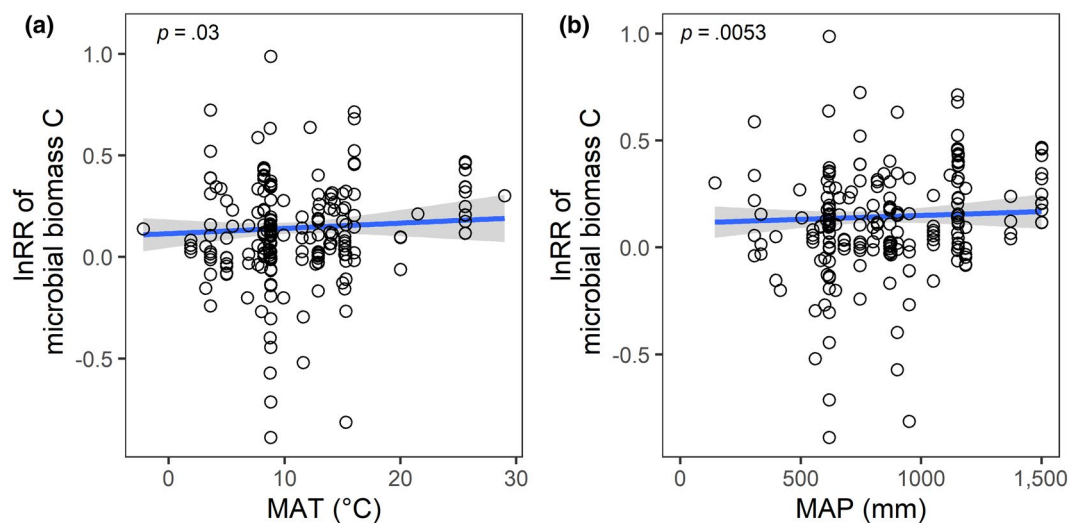 (a)
p = .03
1.0
0.5
0.0
-0.5
lnRR of
microbial biomass C
0
10
20
30
MAT (°C)
(b)
p = .0053
1.0
0.5
0.0
-0.5
lnRR of
microbial biomass C
0
500
1000
1,500
MAP (mm)